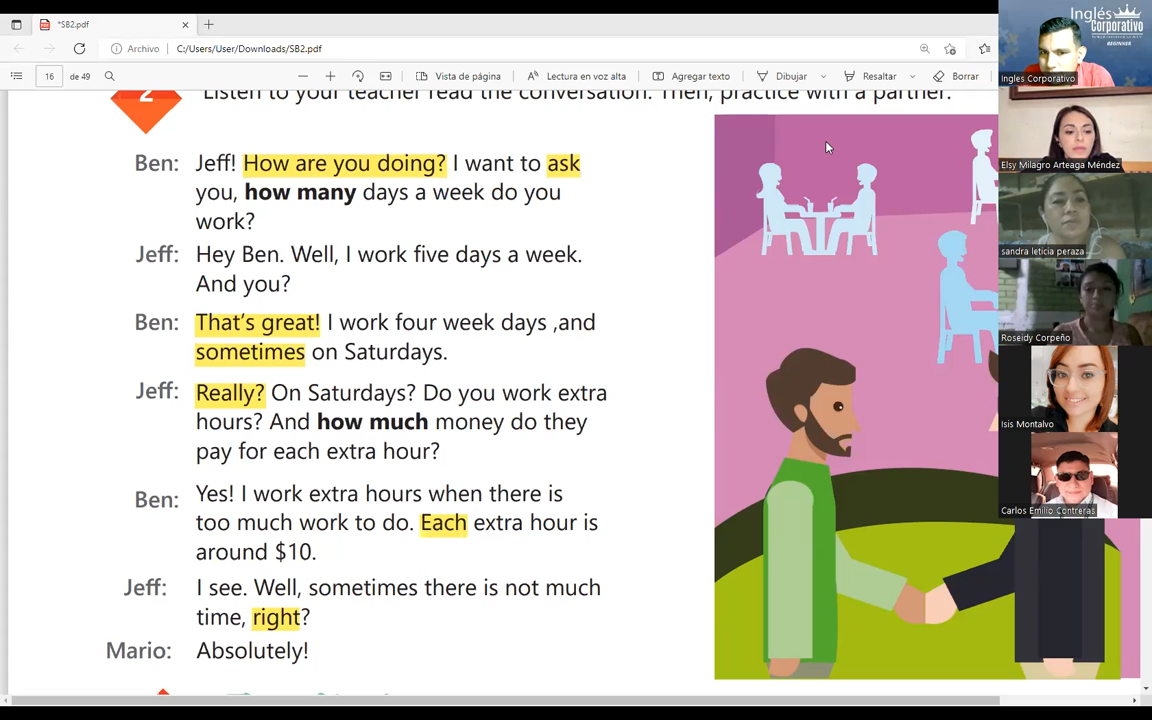 *SB2.pdf
Archivo
C:/Users/User/Downloads/SB2.pdf
16
de 49
Vista de página
Lectura en voz alta
Agregar texto
Dibujar
Resaltar
Borrar
2
Listen to your teacher read the conversation. Then, practice with a partner.
Ben: Jeff! How are you doing? I want to ask
you, how many days a week do you
work?
Jeff: Hey Ben. Well, I work five days a week.
And you?
Ben: That's great! I work four week days ,and
sometimes on Saturdays.
Jeff: Really? On Saturdays? Do you work extra
hours? And how much money do they
pay for each extra hour?
Ben: Yes! I work extra hours when there is
too much work to do. Each extra hour is
around $10.
Jeff: I see. Well, sometimes there is not much
time, right?
Mario: Absolutely!
Inglés
Corporativo
BEGINNER
Ingles Corporativo
Elsy Milagro Arteaga Méndez
sandra leticia peraza
Roseidy Corpeño
Isis Montalvo
Carlos Emilio Contreras